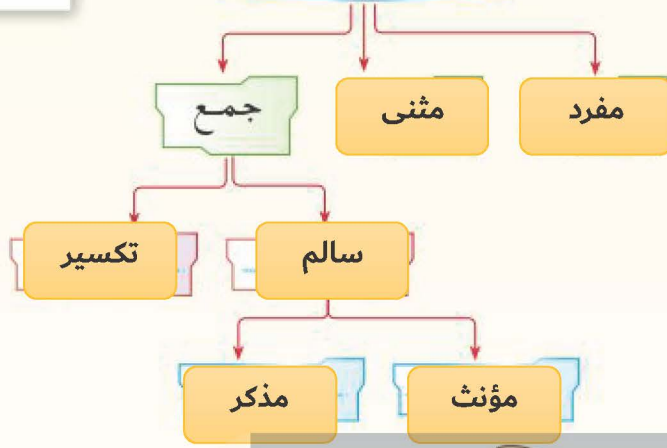 مفرد
مثنى
جمع
سالم
تكسير
مؤنث
مذكر